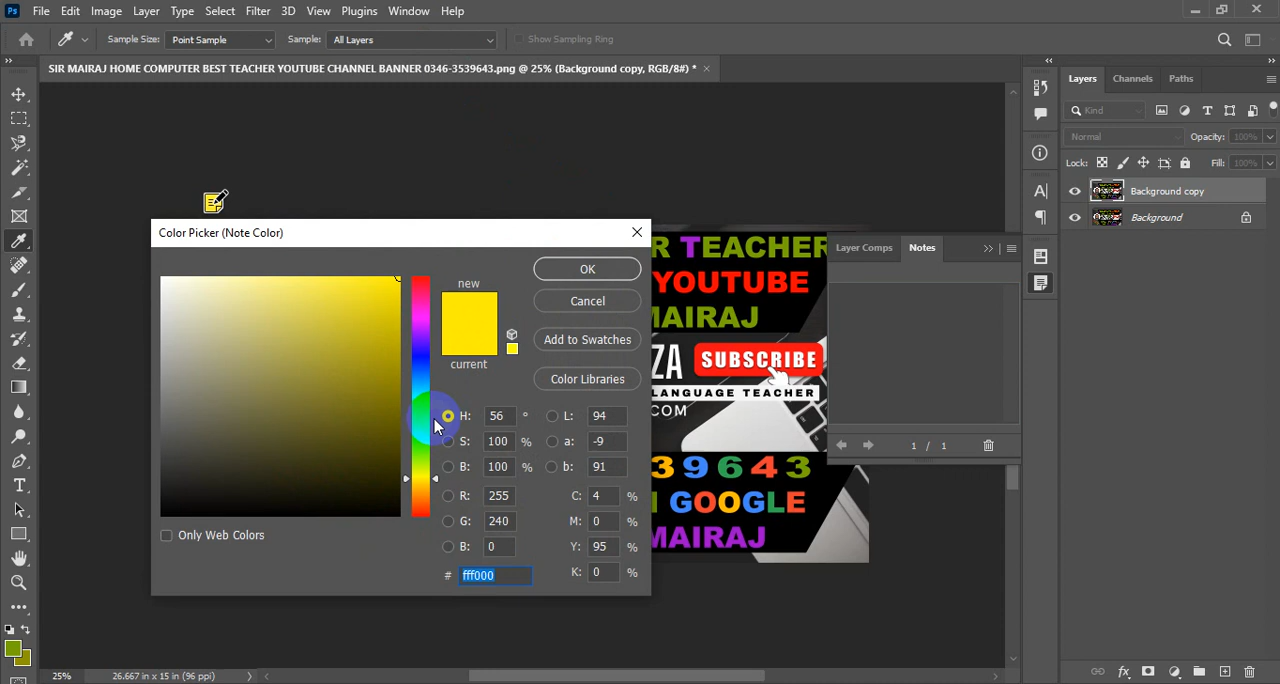 Ps File Edit Image Layer Type Select Filter 3D View Plugins Window Help
Sample Size: Point Sample Sample: All Layers Show Sampling Ring
SIR MAIRAJ HOME COMPUTER BEST TEACHER YOUTUBE CHANNEL BANNER 0346-3539643.png @ 25% (Background copy, RGB/8#) * ×
Layers Channels Paths
Kind
Normal Opacity: 100%
Lock: Fill: 100%
Background copy
Background
Color Picker (Note Color)
new
current
OK
Cancel
Add to Swatches
Color Libraries
H: 56 °
S: 100 %
B: 100 %
R: 255
G: 240
B: 0
# fff000
L: 94
a: -9
b: 91
C: 4 %
M: 0 %
Y: 95 %
K: 0 %
Only Web Colors
R TEACHER
YOUTUBE
MAIRAJ
ZA SUBSCRIBE
LANGUAGE TEACHER
COM
39643
GOOGLE
MAIRAJ
Layer Comps Notes
1 / 1
25% 26.667 in x 15 in (96 ppi)